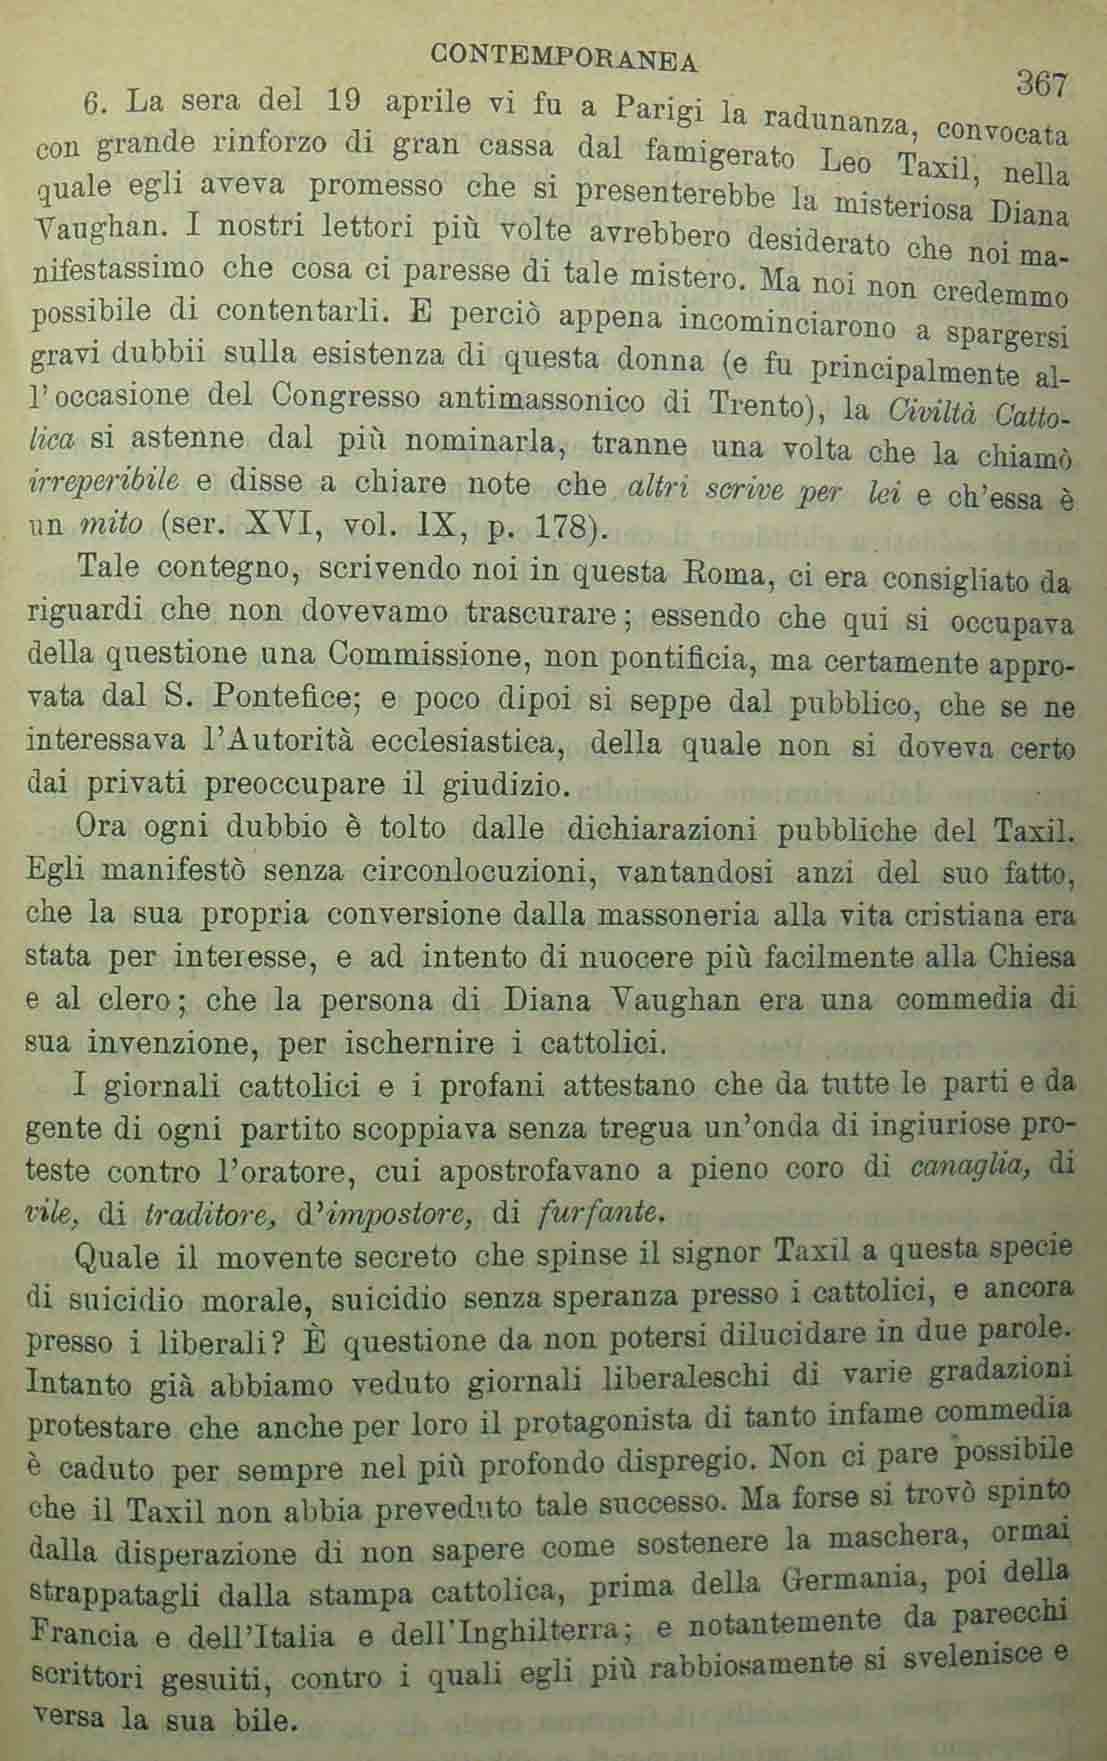 CONTEMPORANEA
367
6. La sera del 19 aprile vi fu a Parigi la radunanza, convocata
con grande rinforzo di gran cassa dal famigerato Leo Taxil, nella
quale egli aveva promesso che si presenterebbe la misteriosa Diana
Vaughan. I nostri lettori più volte avrebbero desiderato che noi ma-
nifestassimo che cosa ci paresse di tale mistero. Ma noi non credemmo
possibile di contentarli. E perciò appena incominciarono a spargersi
gravi dubbii sulla esistenza di questa donna (e fu principalmente al-
l'occasione del Congresso antimassonico di Trento), la Civiltà Catto-
lica si astenne dal più nominarla, tranne una volta che la chiamò
irreperibile e disse a chiare note che altri scrive per lei e ch'essa è
un mito (ser. XVI, vol. IX, p. 178).
Tale contegno, scrivendo noi in questa Roma, ci era consigliato da
riguardi che non dovevamo trascurare; essendo che qui si occupava
della questione una Commissione, non pontificia, ma certamente appro-
vata dal S. Pontefice; e poco dipoi si seppe dal pubblico, che se ne
interessava l'Autorità ecclesiastica, della quale non si doveva certo
dai privati preoccupare il giudizio.
Ora ogni dubbio è tolto dalle dichiarazioni pubbliche del Taxil.
Egli manifestò senza circonlocuzioni, vantandosi anzi del suo fatto,
che la sua propria conversione dalla massoneria alla vita cristiana era
stata per interesse, e ad intento di nuocere più facilmente alla Chiesa
e al clero; che la persona di Diana Vaughan era una commedia di
sua invenzione, per ischernire i cattolici.
I giornali cattolici e i profani attestano che da tutte le parti e da
gente di ogni partito scoppiava senza tregua un'onda di ingiuriose pro-
teste contro l'oratore, cui apostrofavano a pieno coro di canaglia, di
vile, di traditore, d'impostore, di furfante.
Quale il movente secreto che spinse il signor Taxil a questa specie
di suicidio morale, suicidio senza speranza presso i cattolici, e ancora
presso i liberali? È questione da non potersi dilucidare in due parole.
Intanto già abbiamo veduto giornali liberaleschi di varie gradazioni
protestare che anche per loro il protagonista di tanto infame commedia
è caduto per sempre nel più profondo dispregio. Non ci pare possibile
che il Taxil non abbia preveduto tale successo. Ma forse si trovò spinto
dalla disperazione di non sapere come sostenere la maschera, ormai
strappatagli dalla stampa cattolica, prima della Germania, poi della
Francia e dell'Italia e dell'Inghilterra; e notantemente da parecchi
scrittori gesuiti, contro i quali egli più rabbiosamente si svelenisce e
versa la sua bile.